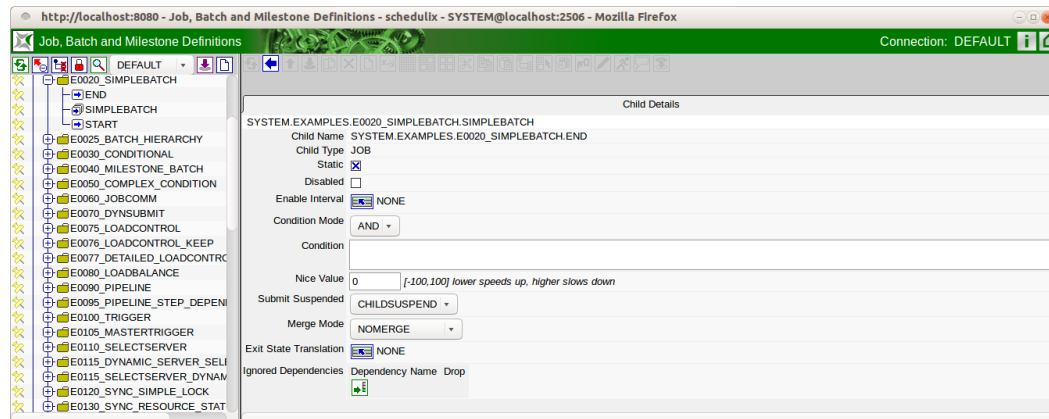 http://localhost:8080 - Job, Batch and Milestone Definitions - schedulix - SYSTEM@localhost:2506 - Mozilla Firefox
Job, Batch and Milestone Definitions
Connection: DEFAULT
DEFAULT
E0020_SIMPLEBATCH
END
SIMPLEBATCH
START
E0025_BATCH_HIERARCHY
E0030_CONDITIONAL
E0040_MILESTONE_BATCH
E0050_COMPLEX_CONDITION
E0060_JOBCOMM
E0070_DYNSUBMIT
E0075_LOADCONTROL
E0076_LOADCONTROL_KEEP
E0077_DETAILED_LOADCONTRO
E0080_LOADBALANCE
E0090_PIPELINE
E0095_PIPELINE_STEP_DEPEN
E0100_TRIGGER
E0105_MASTERTRIGGER
E0110_SELECTSERVER
E0115_DYNAMIC_SERVER_SEL
E0115_SELECTSERVER_DYNAM
E0120_SYNC_SIMPLE_LOCK
E0130_SYNC_RESOURCE_STAT
Child Details
SYSTEM.EXAMPLES.E0020_SIMPLEBATCH.SIMPLEBATCH
Child Name SYSTEM.EXAMPLES.E0020_SIMPLEBATCH.END
Child Type JOB
Static
Disabled
Enable Interval NONE
Condition Mode AND
Condition
Nice Value 0 [-100,100] lower speeds up, higher slows down
Submit Suspended CHILDSUSPEND
Merge Mode NOMERGE
Exit State Translation NONE
Ignored Dependencies Dependency Name Drop